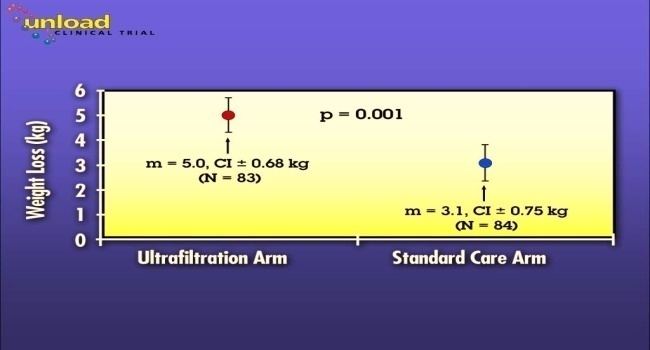 unload
CLINICAL TRIAL
Weight Loss (kg)
6
5
4
3
2
1
0
p = 0.001
m = 5.0, CI ± 0.68 kg
(N = 83)
m = 3.1, CI ± 0.75 kg
(N = 84)
Ultrafiltration Arm
Standard Care Arm